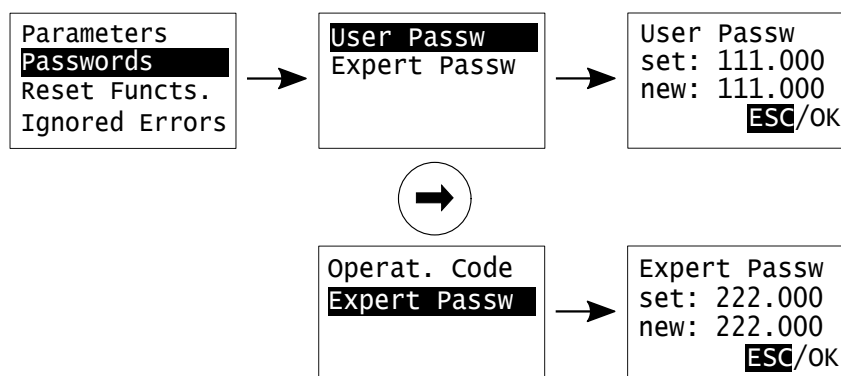 Parameters
Passwords
Reset Functs.
Ignored Errors
User Passw
Expert Passw
User Passw
set: 111.000
new: 111.000
ESC/OK
Operat. Code
Expert Passw
Expert Passw
set: 222.000
new: 222.000
ESC/OK